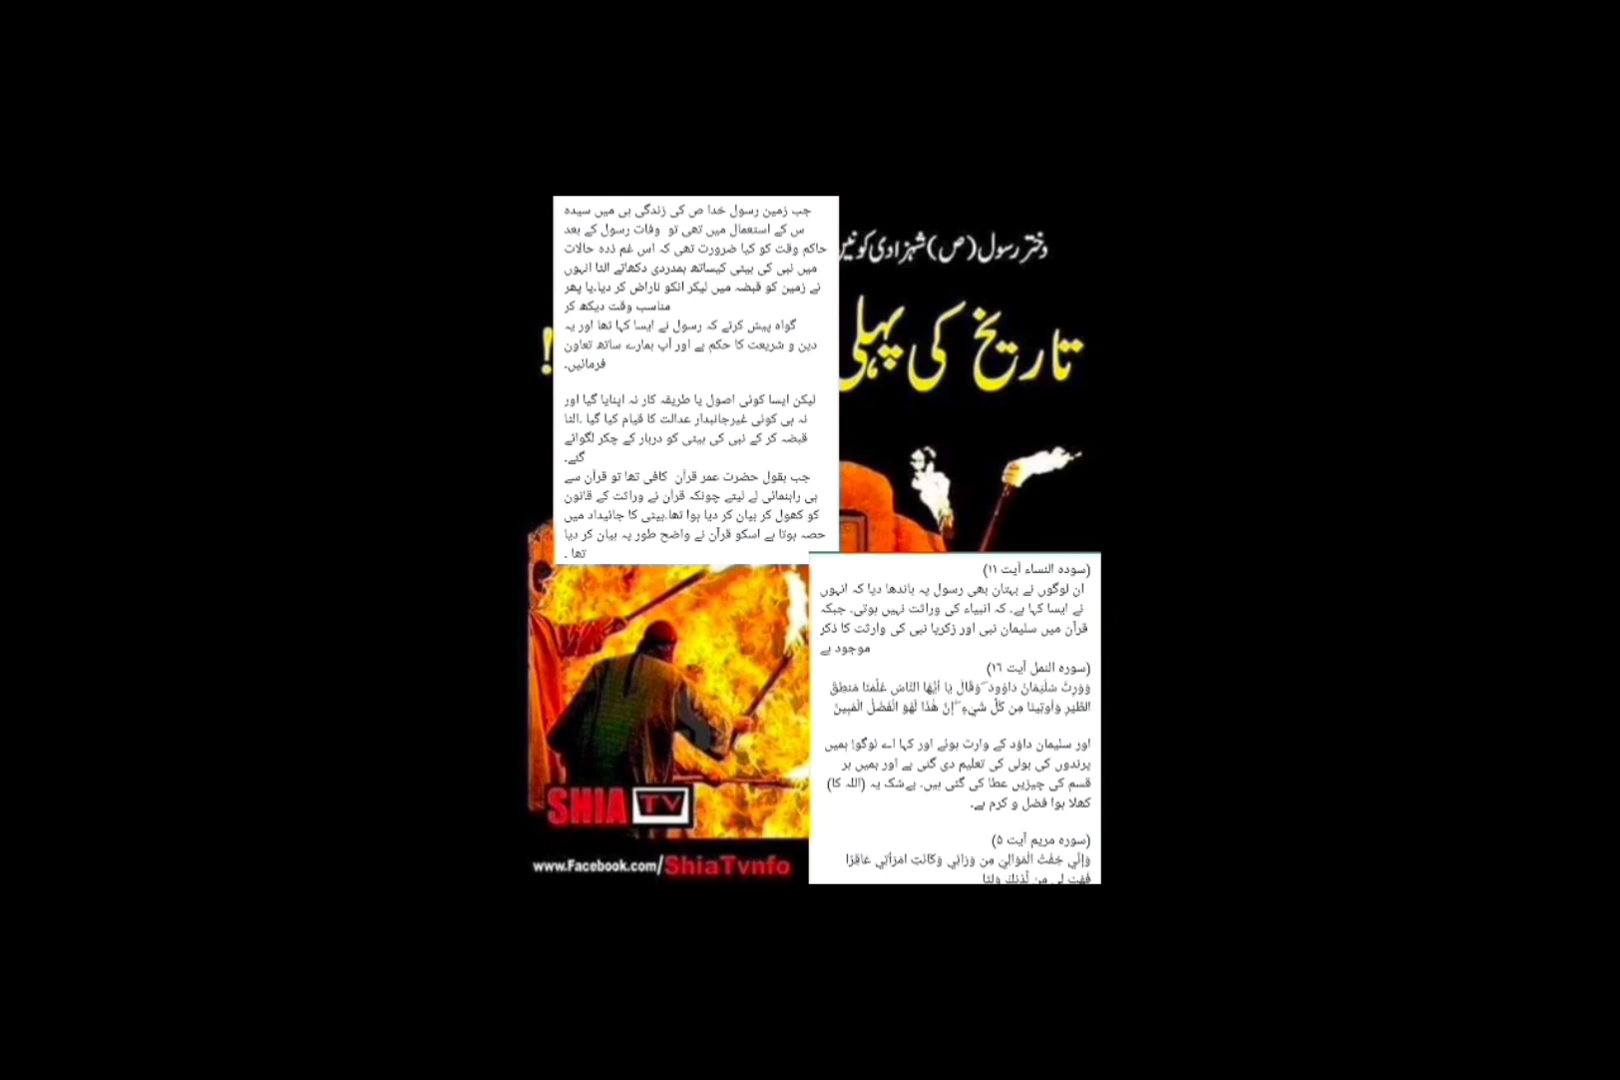 دختر رسول (ص) شہزادی کونین
تاریخ کی پہلی
!
جب زمین رسول خدا ص کی زندگی ہی میں سیدہ
س کے استعمال میں تھی تو وفات رسول کے بعد
حاکم وقت کو کیا ضرورت تھی کہ اس غم زدہ حالات
میں نبی کی بیٹی کیساتھ ہمدردی دکھاتے الٹا انہوں
نے زمین کو قبضہ میں لیکر انکو ناراض کر دیا۔یا پھر
مناسب وقت دیکھ کر
گواہ پیش کرتے کہ رسول نے ایسا کہا تھا اور یہ
دین و شریعت کا حکم ہے اور آپ ہمارے ساتھ تعاون
فرمائیں۔
لیکن ایسا کوئی اصول یا طریقہ کار نہ اپنایا گیا اور
نہ ہی کوئی غیرجانبدار عدالت کا قیام کیا گیا ۔الٹا
قبضہ کر کے نبی کی بیٹی کو دربار کے چکر لگوائے
گئے۔
جب بقول حضرت عمر قرآن کافی تھا تو قرآن سے
ہی راہنمائی لے لیتے چونکہ قرآن نے وراثت کے قانون
کو کھول کر بیان کر دیا ہوا تھا۔بیٹی کا جائیداد میں
حصہ ہوتا ہے اسکو قرآن نے واضح طور پہ بیان کر دیا
تھا ۔
(سودہ النساء آیت ۱۱)
ان لوگوں نے بہتان بھی رسول پہ باندھا دیا کہ انہوں
نے ایسا کہا ہے۔ کہ انبیاء کی وراثت نہیں ہوتی۔ جبکہ
قرآن میں سلیمان نبی اور زکریا نبی کی وارثت کا ذکر
موجود ہے
(سورہ النمل آیت ١٦)
وَوَرِثَ سُلَيْمَانُ دَاوُودَ ۖ وَقَالَ يَا أَيُّهَا النَّاسُ عُلِّمْنَا مَنطِقَ
الطَّيْرِ وَأُوتِينَا مِن كُلِّ شَيْءٍ ۖ إِنَّ هَٰذَا لَهُوَ الْفَضْلُ الْمُبِينُ
اور سلیمان داؤد کے وارث ہوئے اور کہا اے لوگو! ہمیں
پرندوں کی بولی کی تعلیم دی گئی ہے اور ہمیں ہر
قسم کی چیزیں عطا کی گئی ہیں۔ بےشک یہ (اللہ کا)
کھلا ہوا فضل و کرم ہے۔
(سورہ مریم آیت ۵)
وَإِنِّي خِفْتُ الْمَوَالِيَ مِن وَرَائِي وَكَانَتِ امْرَأَتِي عَاقِرًا
فَهَبْ لِي مِن لَّدُنكَ وَلِيًّا
SHIA TV
www.Facebook.com/ShiaTvnfo